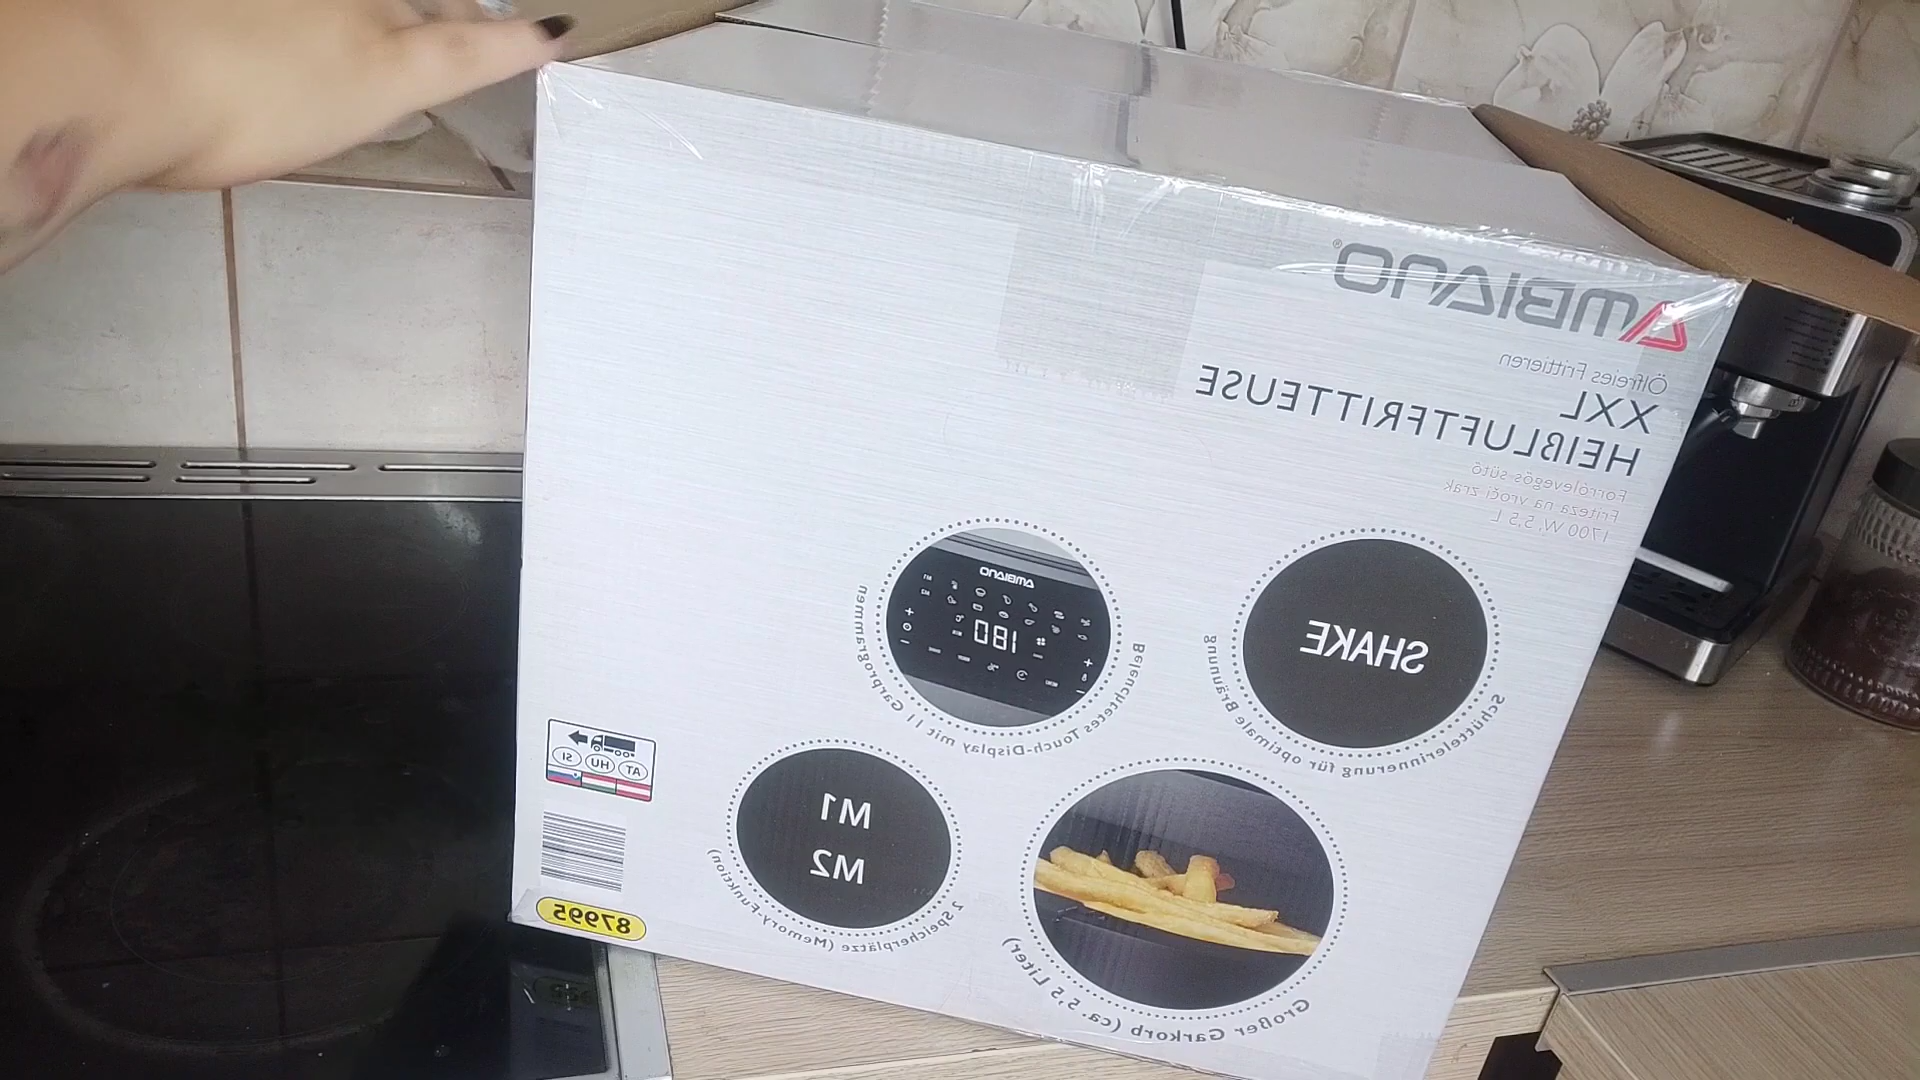 AMBIANO®
Ölfreies Frittieren
XXL
HEIẞLUFTFRITTEUSE
Forrólevegős sütő
Friteza na vroči zrak
1700 W, 5,5 L
SHAKE
Schüttelerinnerung für optimale Bräunung
AMBIANO
180
Beleuchtetes Touch-Display mit 11 Garprogrammen
Großer Garkorb (ca. 5,5 Liter)
M1
M2
2 Speicherplätze (Memory-Funktion)
AT HU SI
87995